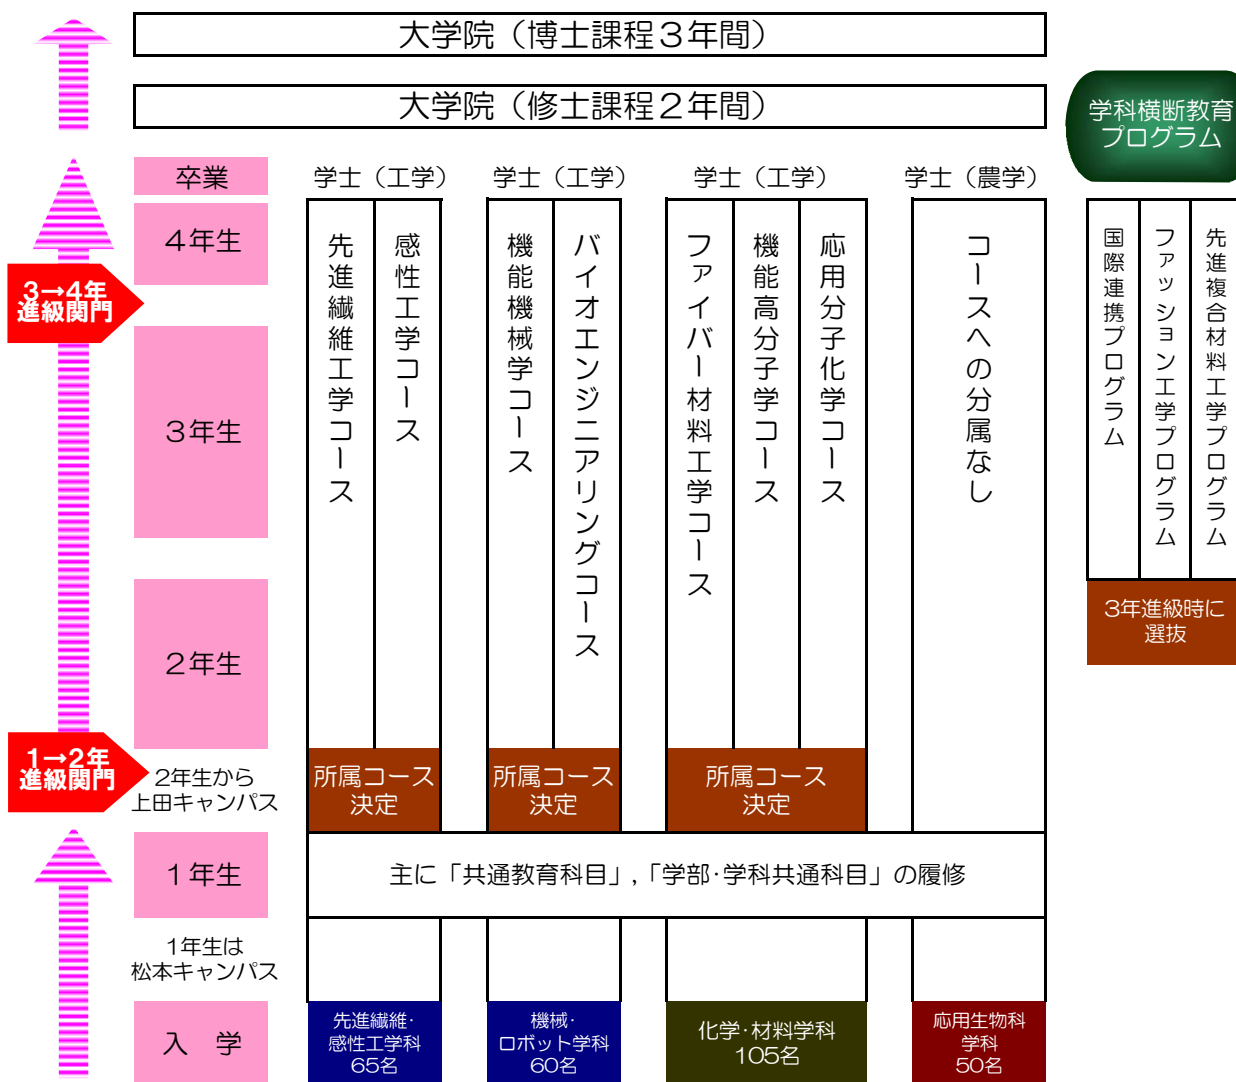 大学院（博士課程３年間）
大学院（修士課程２年間）
学科横断教育
プログラム
卒業
学士（工学）
学士（工学）
学士（工学）
学士（農学）
４年生
3→4年
進級関門
３年生
２年生
先進繊維工学コース
感性工学コース
機能機械学コース
バイオエンジニアリングコース
ファイバー材料工学コース
機能高分子学コース
応用分子化学コース
コースへの分属なし
国際連携プログラム
ファッション工学プログラム
先進複合材料工学プログラム
3年進級時に
選抜
1→2年
進級関門
2年生から
上田キャンパス
所属コース
決定
所属コース
決定
所属コース
決定
１年生
主に「共通教育科目」,「学部･学科共通科目」の履修
1年生は
松本キャンパス
入　学
先進繊維･
感性工学科
65名
機械･
ロボット学科
60名
化学･材料学科
105名
応用生物科
学科
50名